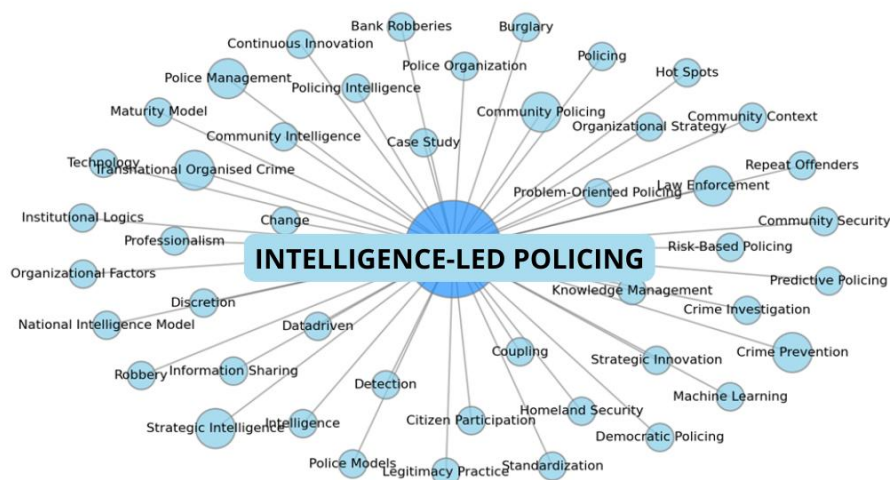 Bank Robberies
Burglary
Continuous Innovation
Policing
Police Organization
Hot Spots
Police Management
Policing Intelligence
Maturity Model
Community Policing
Community Context
Organizational Strategy
Community Intelligence
Case Study
Technology
Transnational Organised Crime
Repeat Offenders
Law Enforcement
Problem-Oriented Policing
Institutional Logics
Change
Community Security
Professionalism
Risk-Based Policing
INTELLIGENCE-LED POLICING
Organizational Factors
Predictive Policing
Knowledge Management
Discretion
Crime Investigation
National Intelligence Model
Datadriven
Coupling
Crime Prevention
Strategic Innovation
Robbery
Information Sharing
Detection
Machine Learning
Homeland Security
Citizen Participation
Intelligence
Strategic Intelligence
Democratic Policing
Police Models
Standardization
Legitimacy Practice